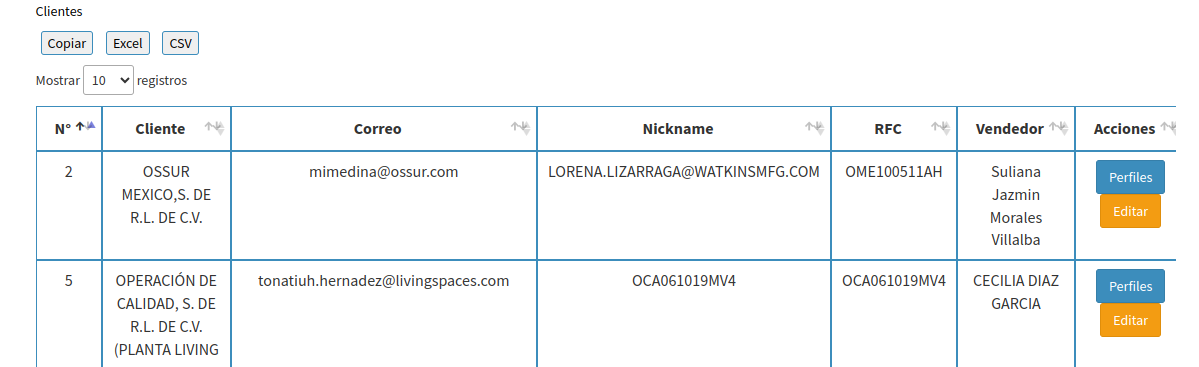 Clientes
Copiar Excel CSV
Mostrar 10 registros
N° Cliente Correo Nickname RFC Vendedor Acciones
2 OSSUR mimedina@ossur.com LORENA.LIZARRAGA@WATKINSMFG.COM OME100511AH Suliana Perfiles
MEXICO,S. DE Jazmin
R.L. DE C.V. Morales Editar
Villalba
5 OPERACIÓN DE tonatiuh.hernadez@livingspaces.com OCA061019MV4 OCA061019MV4 CECILIA DIAZ Perfiles
CALIDAD, S. DE GARCIA
R.L. DE C.V. Editar
(PLANTA LIVING